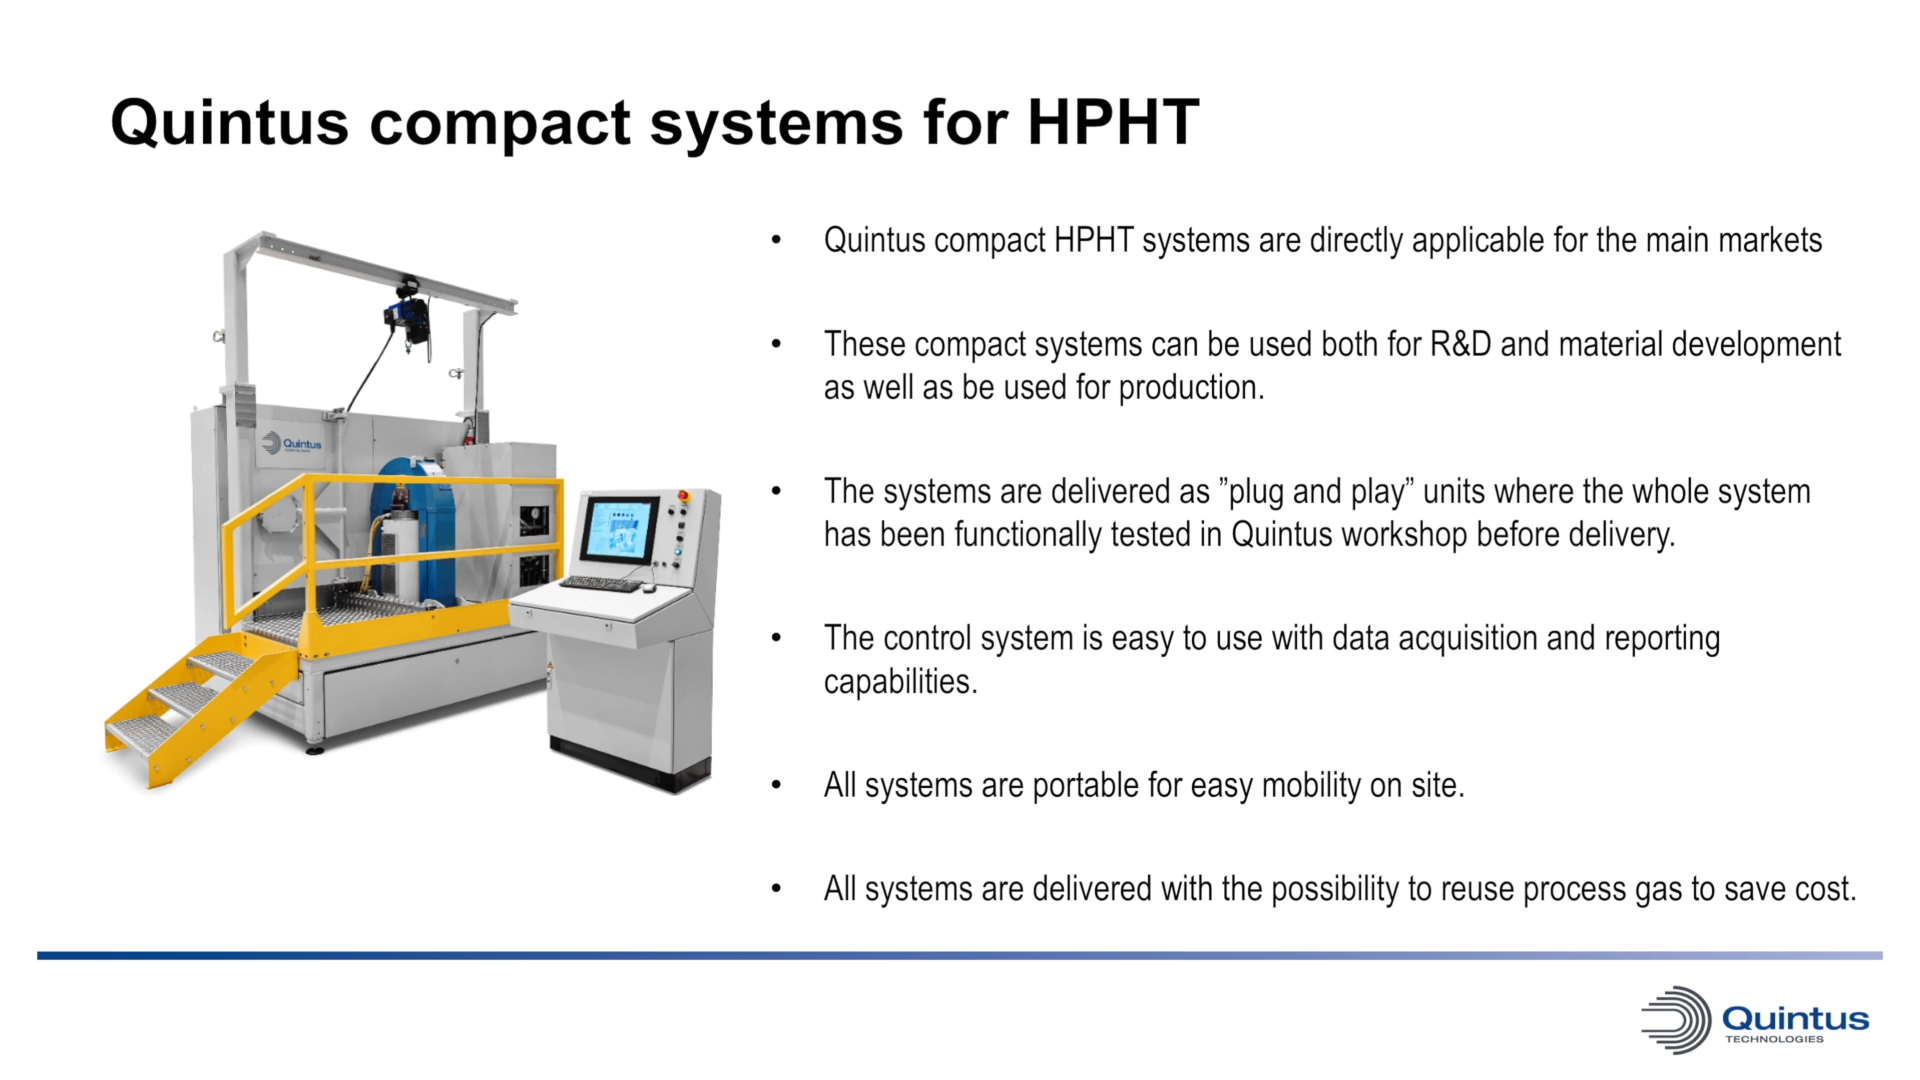 Quintus compact systems for HPHT
• Quintus compact HPHT systems are directly applicable for the main markets
• These compact systems can be used both for R&D and material development
as well as be used for production.
• The systems are delivered as ”plug and play” units where the whole system
has been functionally tested in Quintus workshop before delivery.
• The control system is easy to use with data acquisition and reporting
capabilities.
• All systems are portable for easy mobility on site.
• All systems are delivered with the possibility to reuse process gas to save cost.
Quintus
Quintus
TECHNOLOGIES